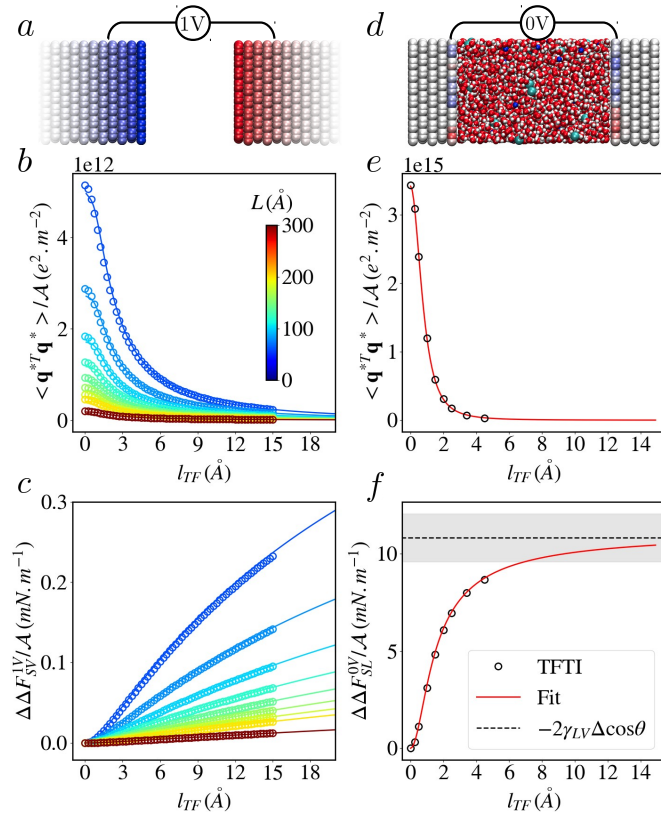 a
1V
d
0V
b
1e12
< q*ᵀq* > /A (e².m⁻²)
4
2
0
0 3 6 9 12 15 18
l_TF (Å)
L (Å)
300
200
100
0
e
1e15
< q*ᵀq* > /A (e².m⁻²)
3
2
1
0
0 2 4 6 8 10 12 14
l_TF (Å)
c
ΔΔF_SV^1V/A (mN.m⁻¹)
0.3
0.2
0.1
0.0
0 3 6 9 12 15 18
l_TF (Å)
f
ΔΔF_SL^0V/A (mN.m⁻¹)
10
5
0
0 2 4 6 8 10 12 14
l_TF (Å)
TFTI
Fit
−2γ_LVΔcosθ